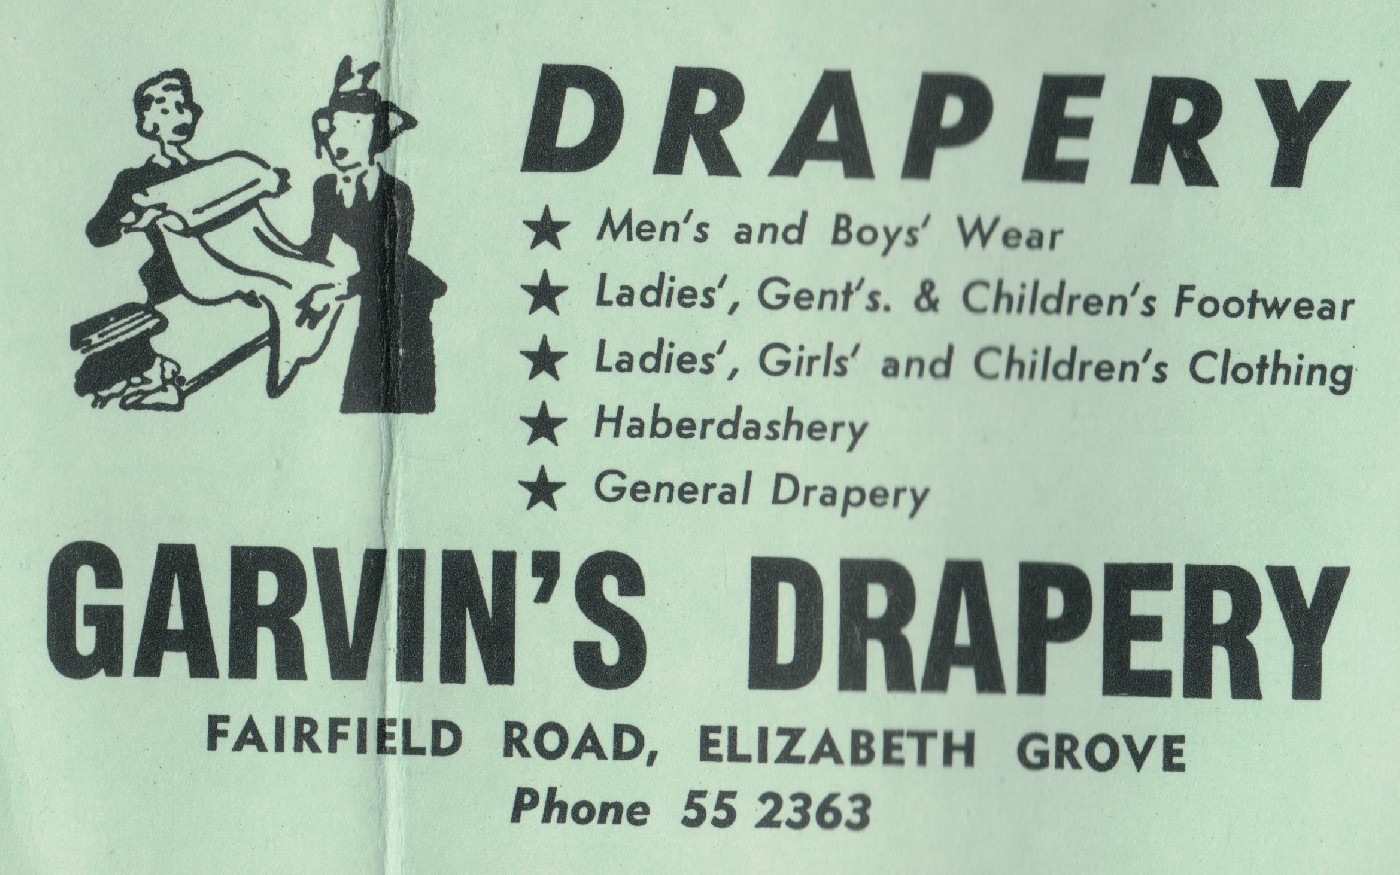 DRAPERY
★ Men's and Boys' Wear
★ Ladies', Gent's. & Children's Footwear
★ Ladies', Girls' and Children's Clothing
★ Haberdashery
★ General Drapery
GARVIN'S DRAPERY
FAIRFIELD ROAD, ELIZABETH GROVE
Phone 55 2363